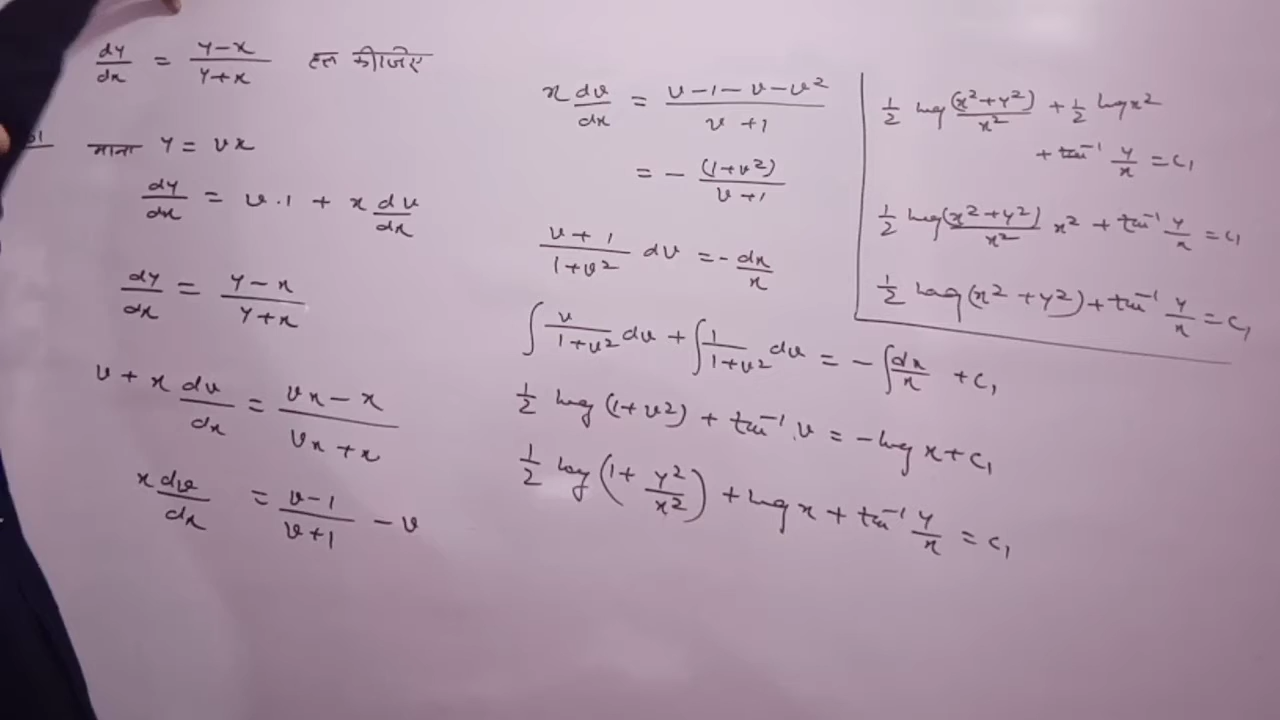 dy/dx = y-x/y+x हल कीजिए
माना y = vx
dy/dx = v.1 + x dv/dx
dy/dx = y-x/y+x
v + x dv/dx = vx-x/vx+x
x dv/dx = v-1/v+1 - v
x dv/dx = v-1-v-v²/v+1
= - (1+v²)/v+1
v+1/1+v² dv = - dx/x
∫ v/1+v² dv + ∫ 1/1+v² dv = - ∫ dx/x + c₁
1/2 log (1+v²) + tan⁻¹ v = - log x + c₁
1/2 log (1 + y²/x²) + log x + tan⁻¹ y/x = c₁
1/2 log (x²+y²)/x² + 1/2 log x²
+ tan⁻¹ y/x = c₁
1/2 log (x²+y²)/x² x² + tan⁻¹ y/x = c₁
1/2 log (x²+y²) + tan⁻¹ y/x = c₁